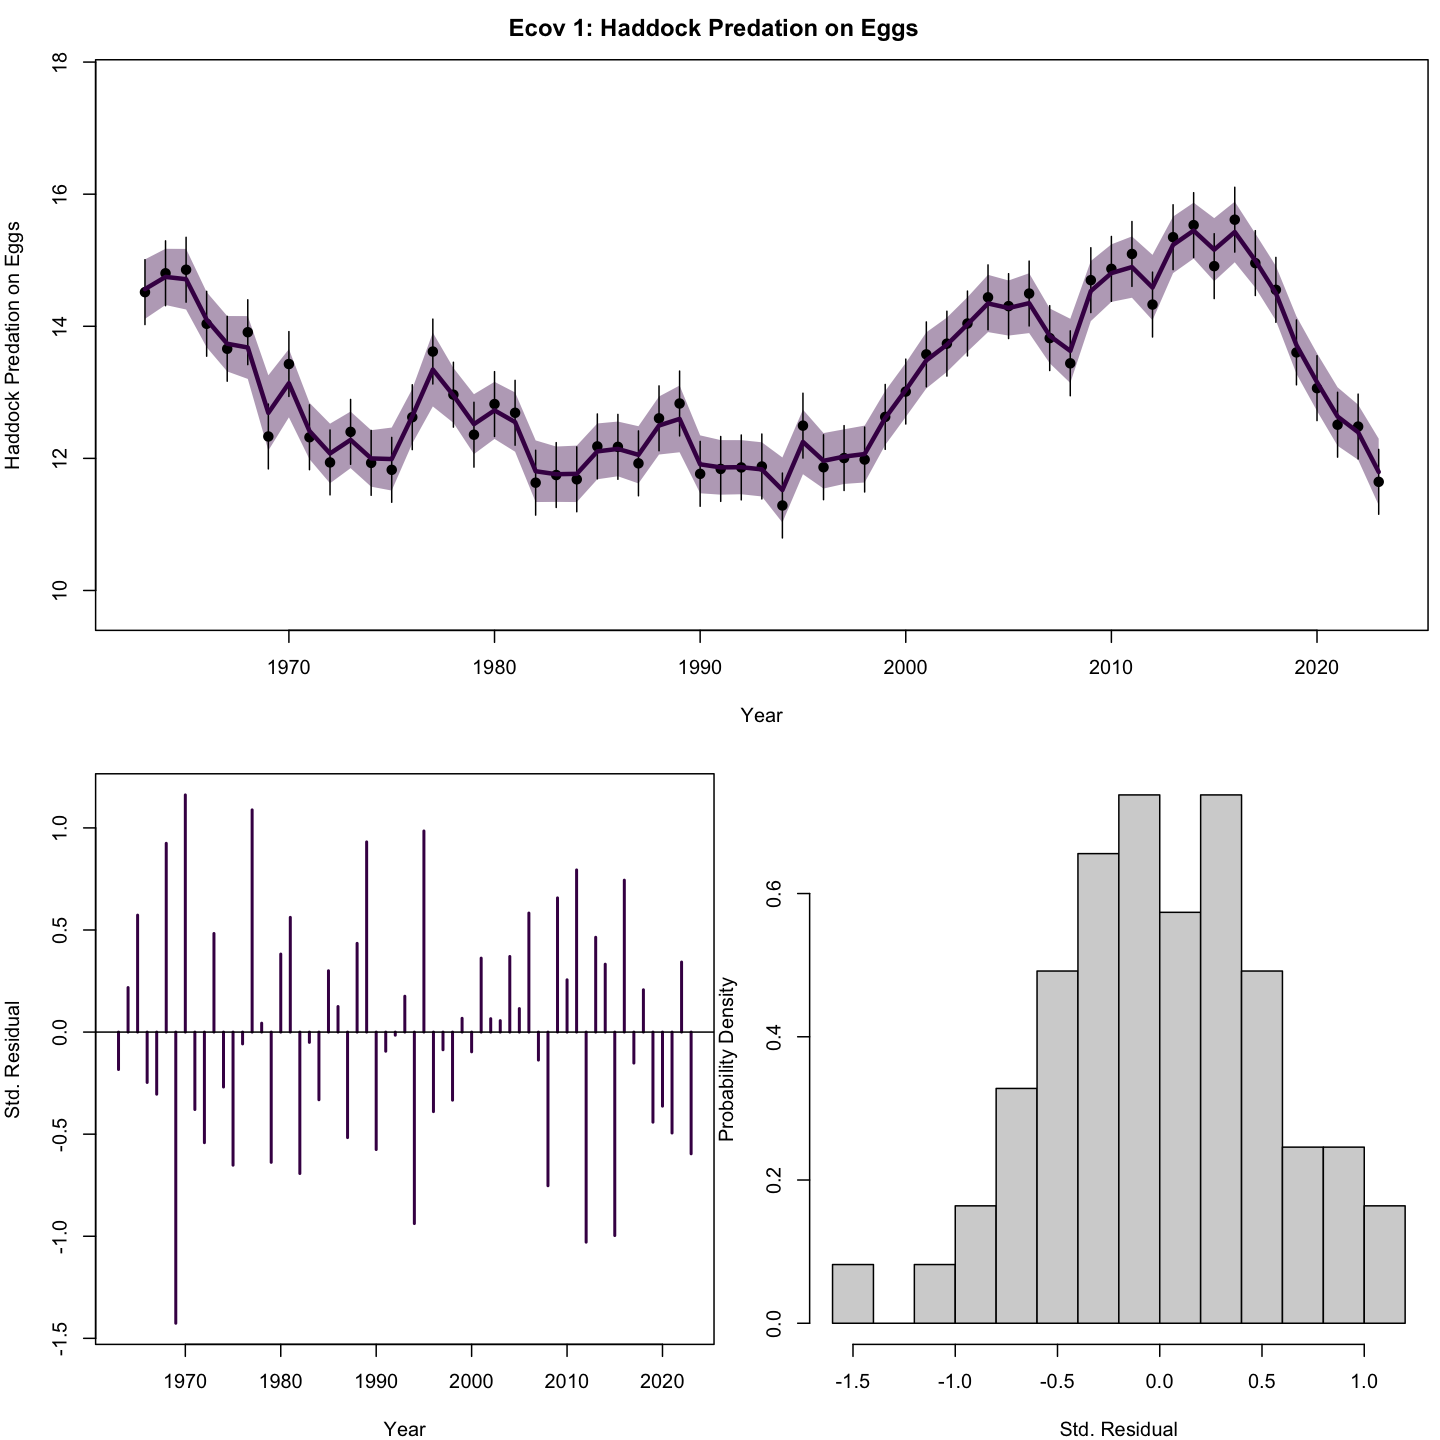 Ecov 1: Haddock Predation on Eggs
Haddock Predation on Eggs
18
16
14
12
10
1970 1980 1990 2000 2010 2020
Year
Std. Residual
1.0
0.5
0.0
-0.5
-1.0
-1.5
1970 1980 1990 2000 2010 2020
Year
Probability Density
0.6
0.4
0.2
0.0
-1.5 -1.0 -0.5 0.0 0.5 1.0
Std. Residual